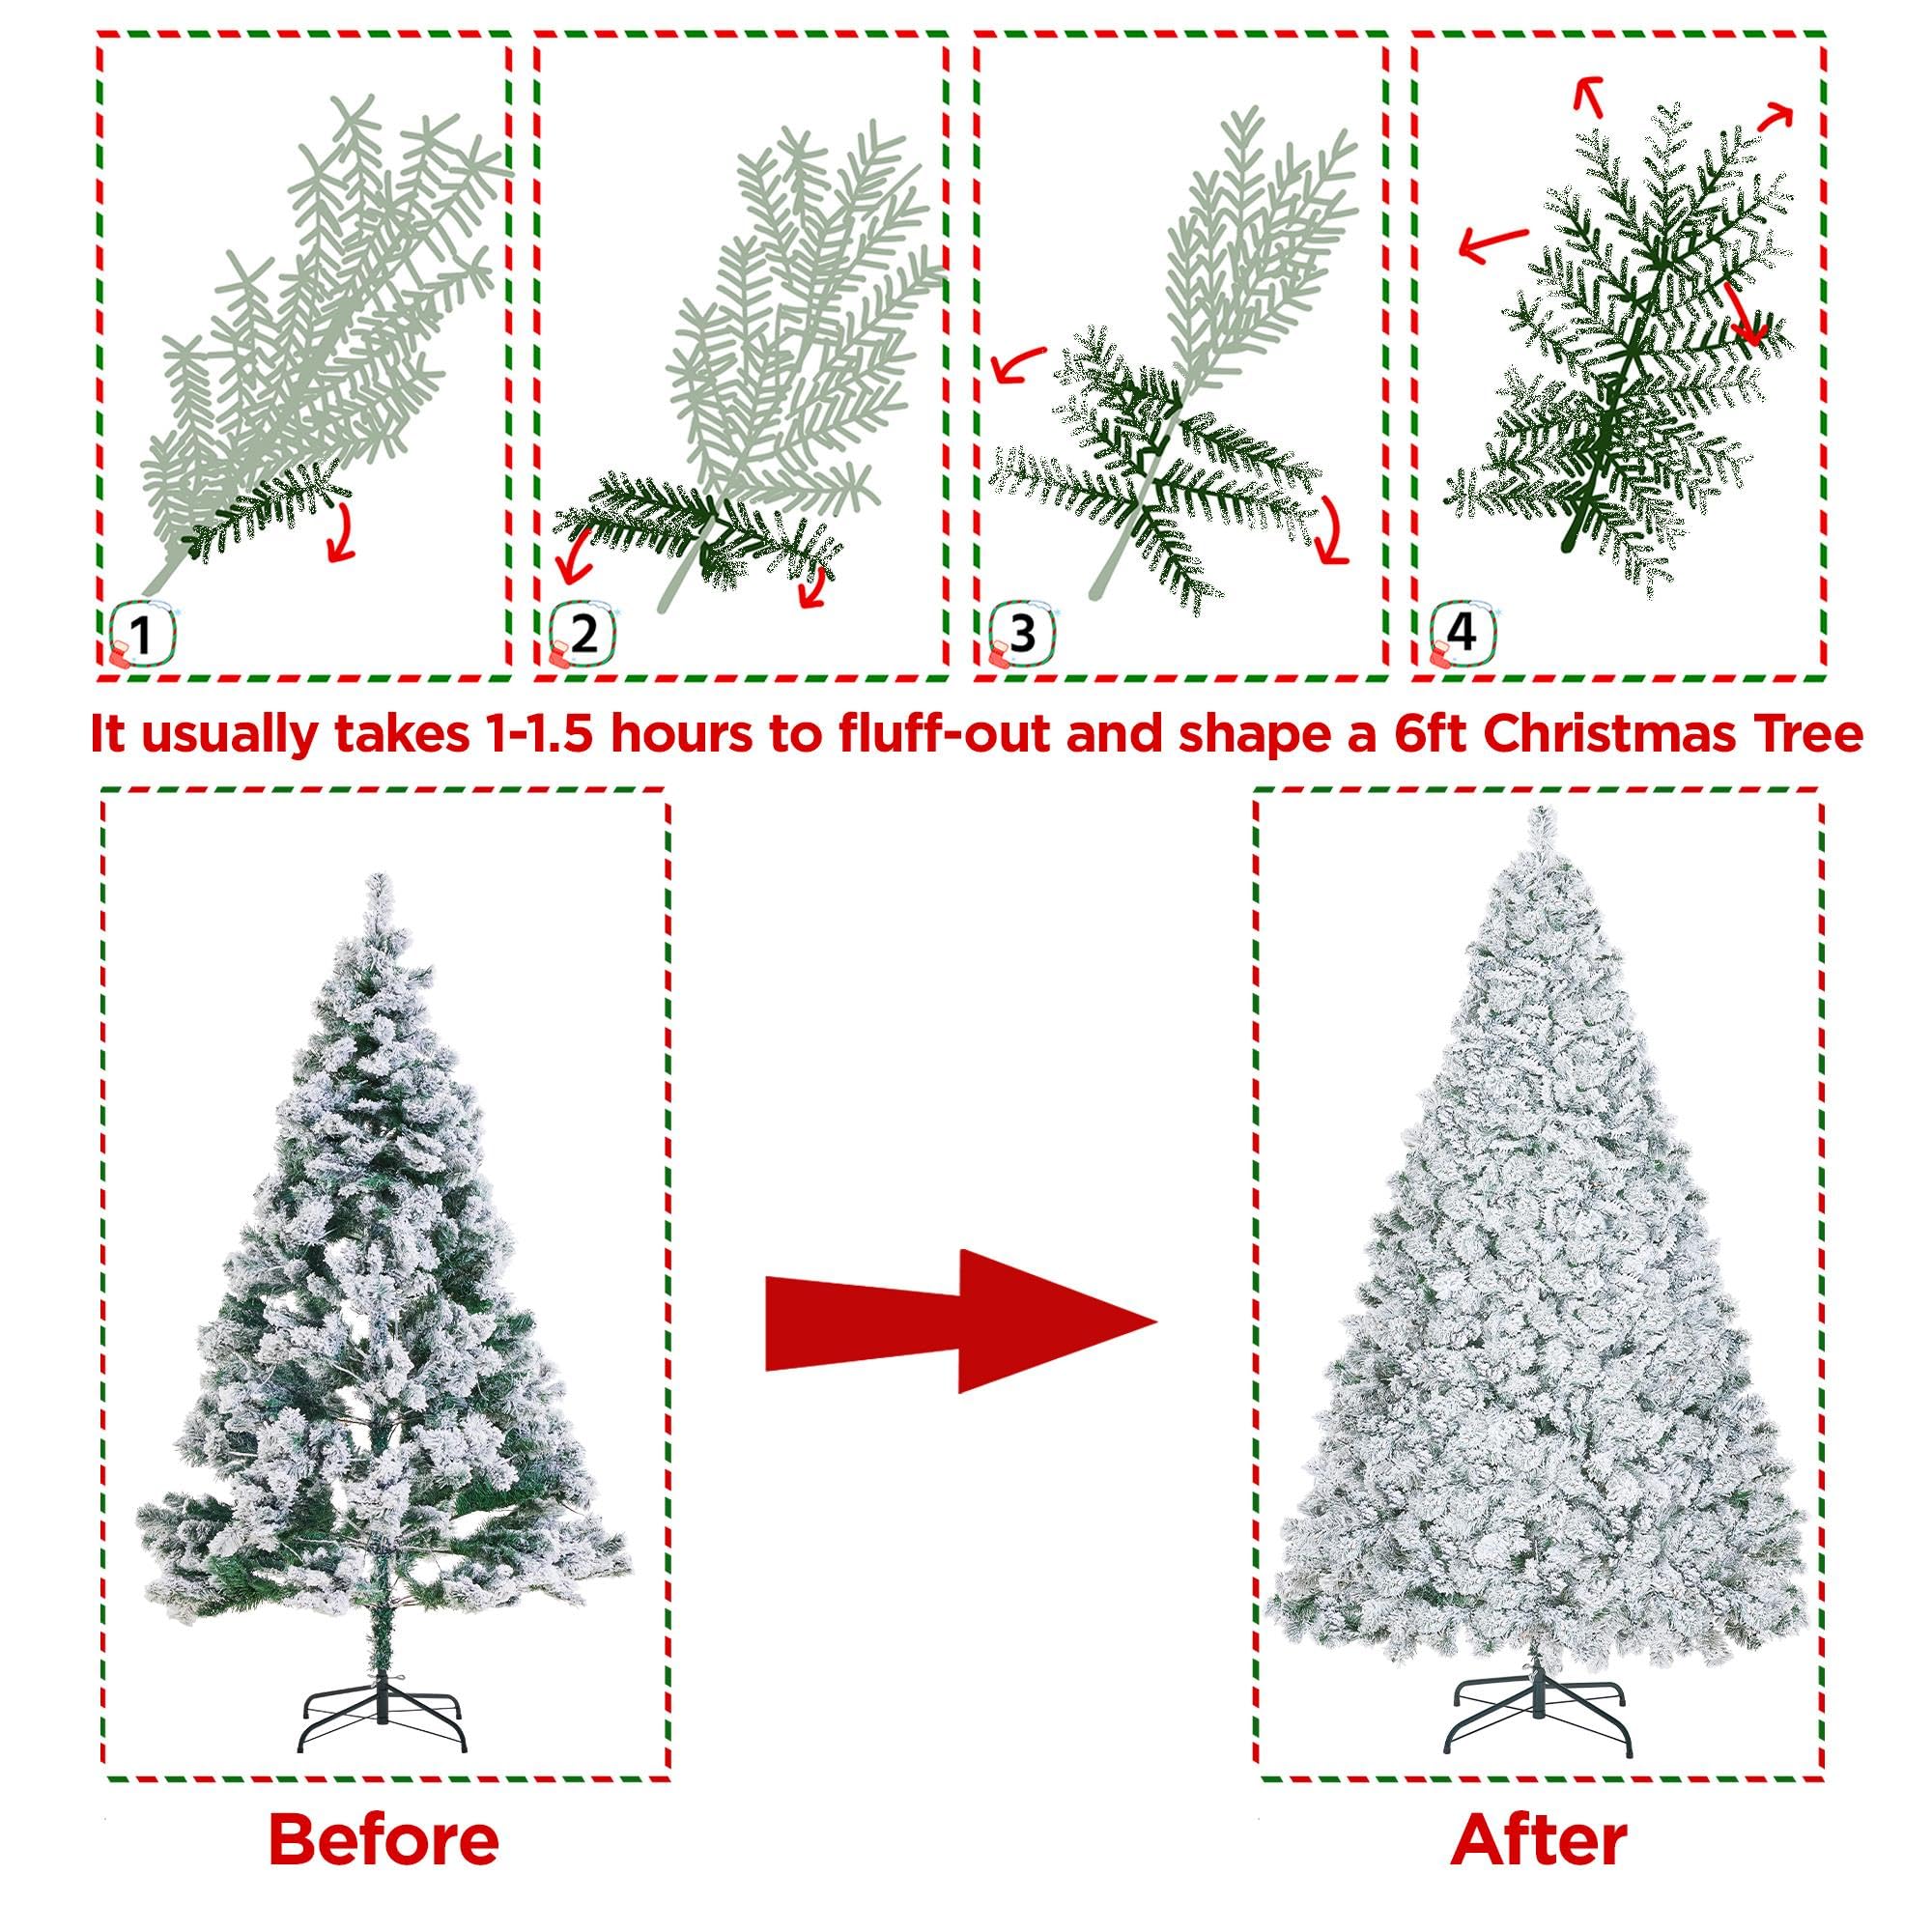 1
2
3
4
It usually takes 1-1.5 hours to fluff-out and shape a 6ft Christmas Tree
Before
After